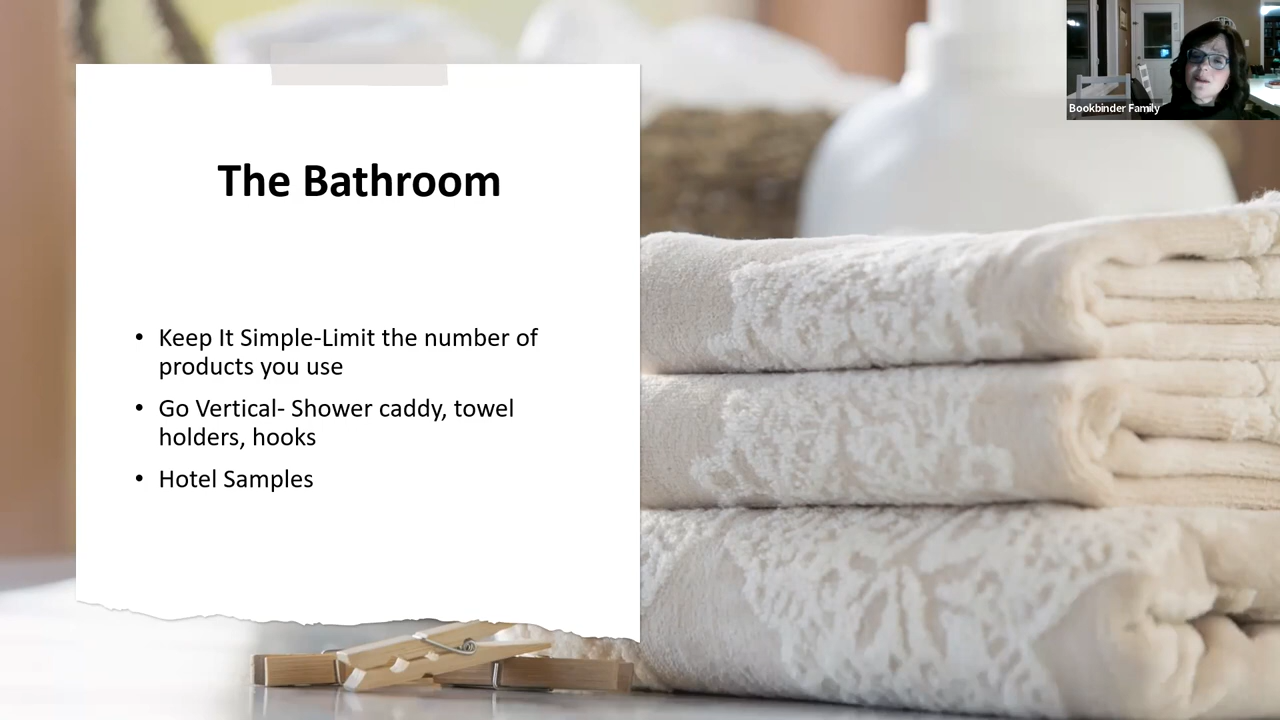 Bookbinder Family
The Bathroom
• Keep It Simple-Limit the number of
products you use
• Go Vertical- Shower caddy, towel
holders, hooks
• Hotel Samples